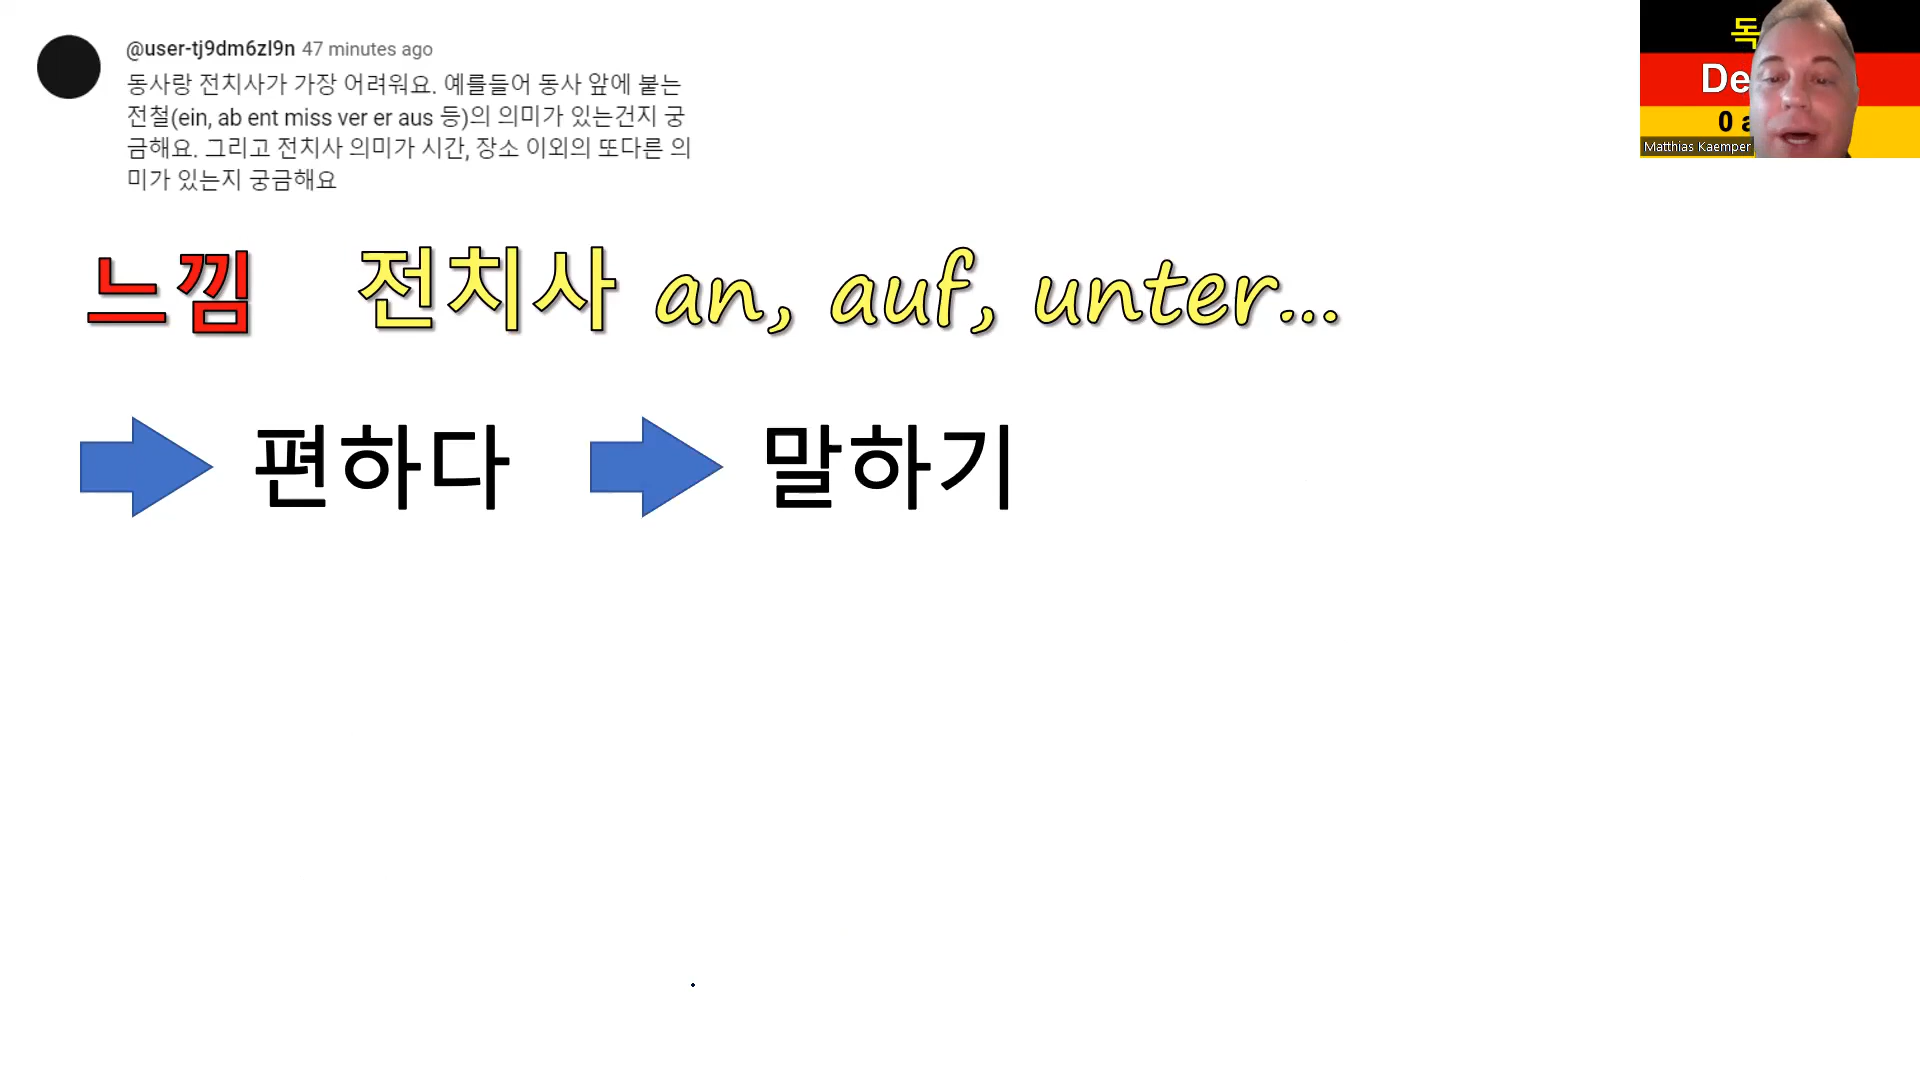 @user-tj9dm6zl9n 47 minutes ago
동사랑 전치사가 가장 어려워요. 예를들어 동사 앞에 붙는
전철(ein, ab ent miss ver er aus 등)의 의미가 있는건지 궁
금해요. 그리고 전치사 의미가 시간, 장소 이외의 또다른 의
미가 있는지 궁금해요
느낌 전치사 an, auf, unter...
편하다 말하기
독
De
0 a
Matthias Kaemper